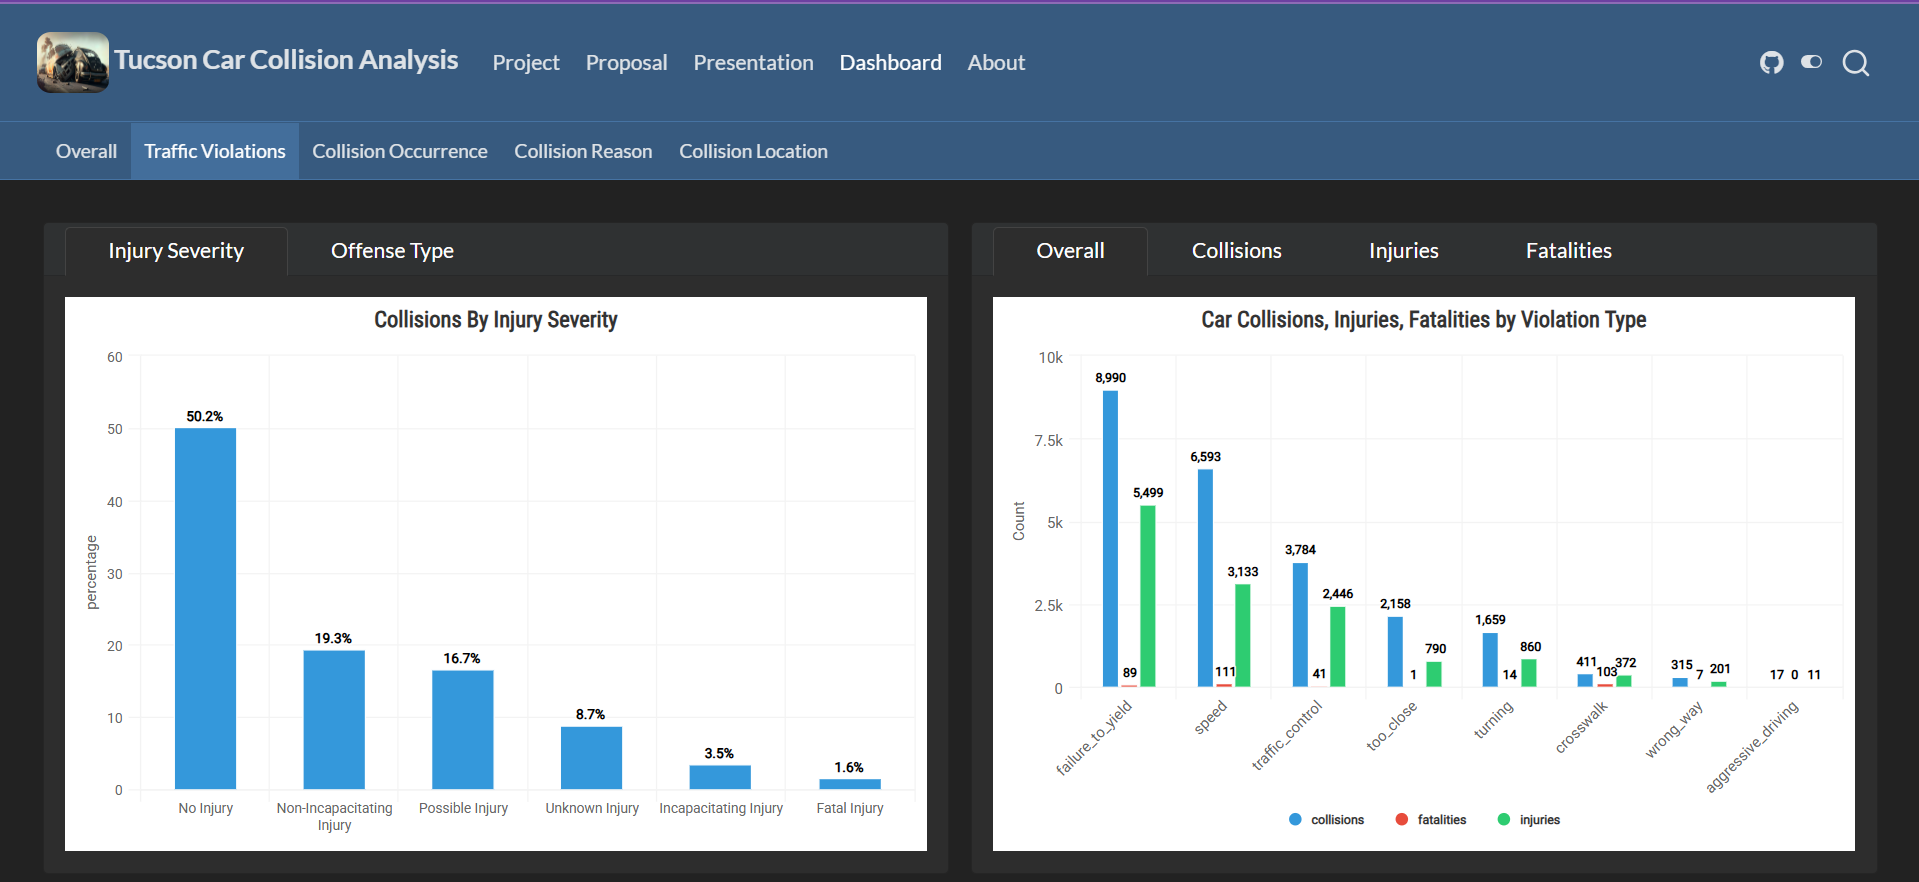 Tucson Car Collision Analysis Project Proposal Presentation Dashboard About
Overall Traffic Violations Collision Occurrence Collision Reason Collision Location
Injury Severity Offense Type
Collisions By Injury Severity
60
50
40
30
20
10
0
percentage
50.2%
19.3%
16.7%
8.7%
3.5%
1.6%
No Injury
Non-Incapacitating
Injury
Possible Injury
Unknown Injury
Incapacitating Injury
Fatal Injury
Overall Collisions Injuries Fatalities
Car Collisions, Injuries, Fatalities by Violation Type
10k
7.5k
5k
2.5k
0
Count
8,990
89
5,499
6,593
111
3,133
3,784
41
2,446
2,158
1
790
1,659
14
860
411
103
372
315
7
201
17
0
11
failure_to_yield
speed
traffic_control
too_close
turning
crosswalk
wrong_way
aggressive_driving
collisions fatalities injuries